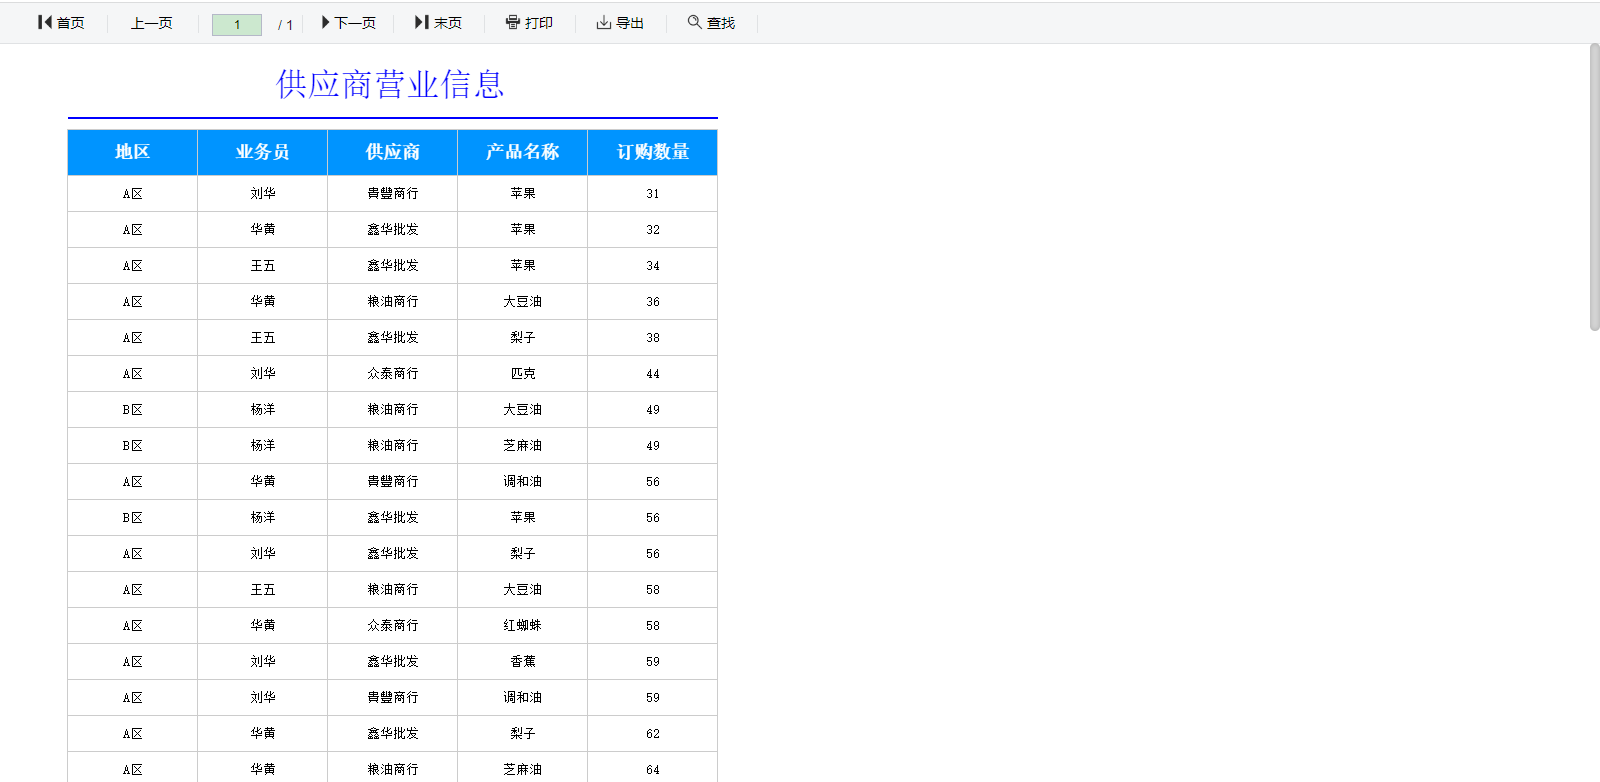 首页 上一页 1 / 1 下一页 末页 打印 导出 查找
供应商营业信息
地区 业务员 供应商 产品名称 订购数量
A区 刘华 貴豐商行 苹果 31
A区 华黄 鑫华批发 苹果 32
A区 王五 鑫华批发 苹果 34
A区 华黄 粮油商行 大豆油 36
A区 王五 鑫华批发 梨子 38
A区 刘华 众泰商行 匹克 44
B区 杨洋 粮油商行 大豆油 49
B区 杨洋 粮油商行 芝麻油 49
A区 华黄 貴豐商行 调和油 56
B区 杨洋 鑫华批发 苹果 56
A区 刘华 鑫华批发 梨子 56
A区 王五 粮油商行 大豆油 58
A区 华黄 众泰商行 红蜘蛛 58
A区 刘华 鑫华批发 香蕉 59
A区 刘华 貴豐商行 调和油 59
A区 华黄 鑫华批发 梨子 62
A区 华黄 粮油商行 芝麻油 64